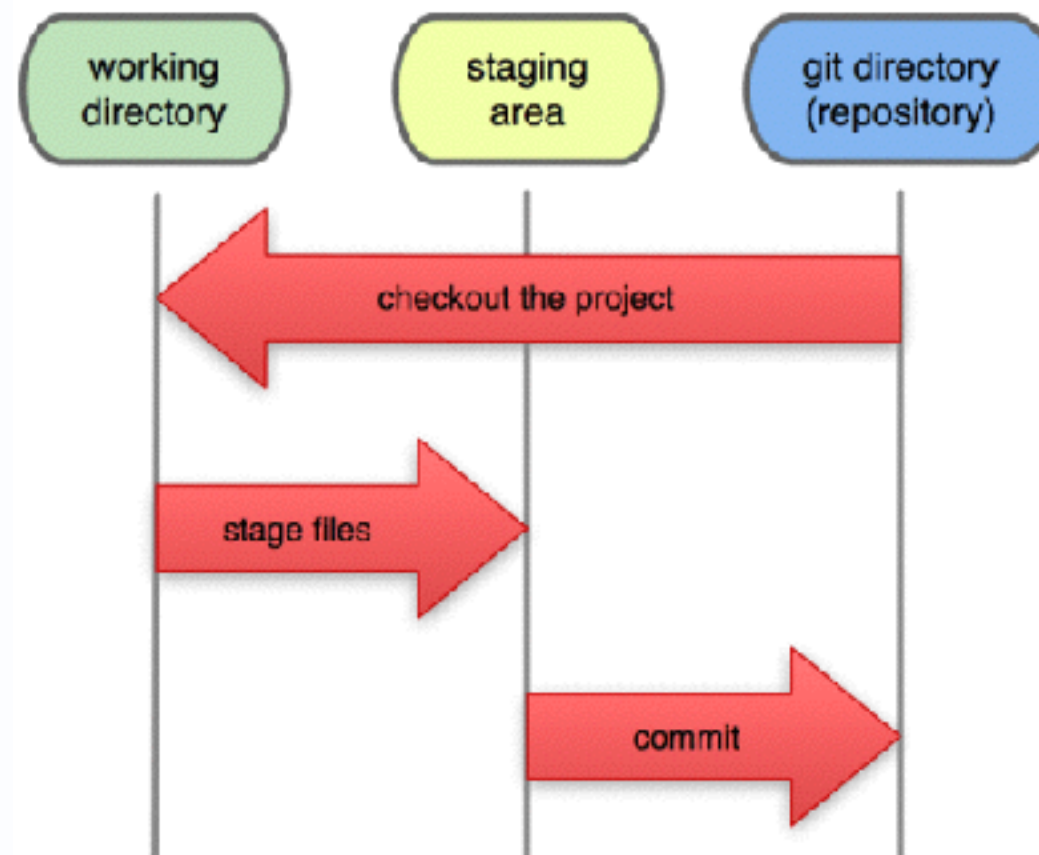 working
directory
staging
area
git directory
(repository)
checkout the project
stage files
commit